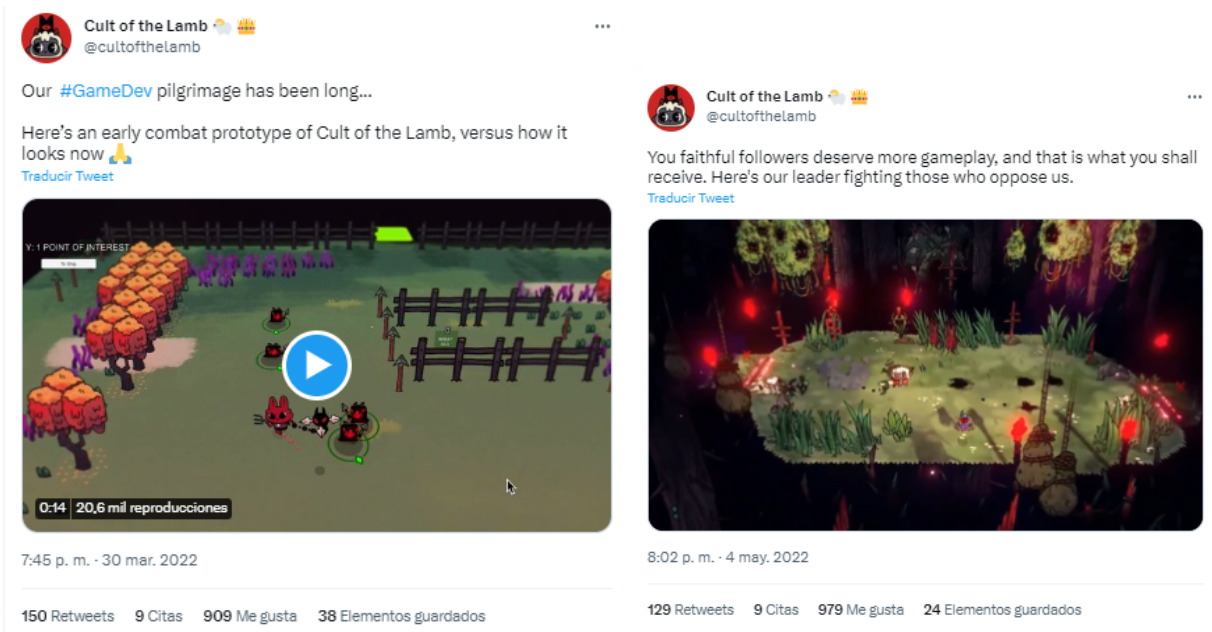 Cult of the Lamb 🐑 👑
@cultofthelamb
Our #GameDev pilgrimage has been long...
Here's an early combat prototype of Cult of the Lamb, versus how it
looks now 🙏
Traducir Tweet
Y: 1 POINT OF INTEREST
0:14 20,6 mil reproducciones
7:45 p. m. · 30 mar. 2022
150 Retweets 9 Citas 909 Me gusta 38 Elementos guardados
Cult of the Lamb 🐑 👑
@cultofthelamb
You faithful followers deserve more gameplay, and that is what you shall
receive. Here's our leader fighting those who oppose us.
Traducir Tweet
8:02 p. m. · 4 may. 2022
129 Retweets 9 Citas 979 Me gusta 24 Elementos guardados